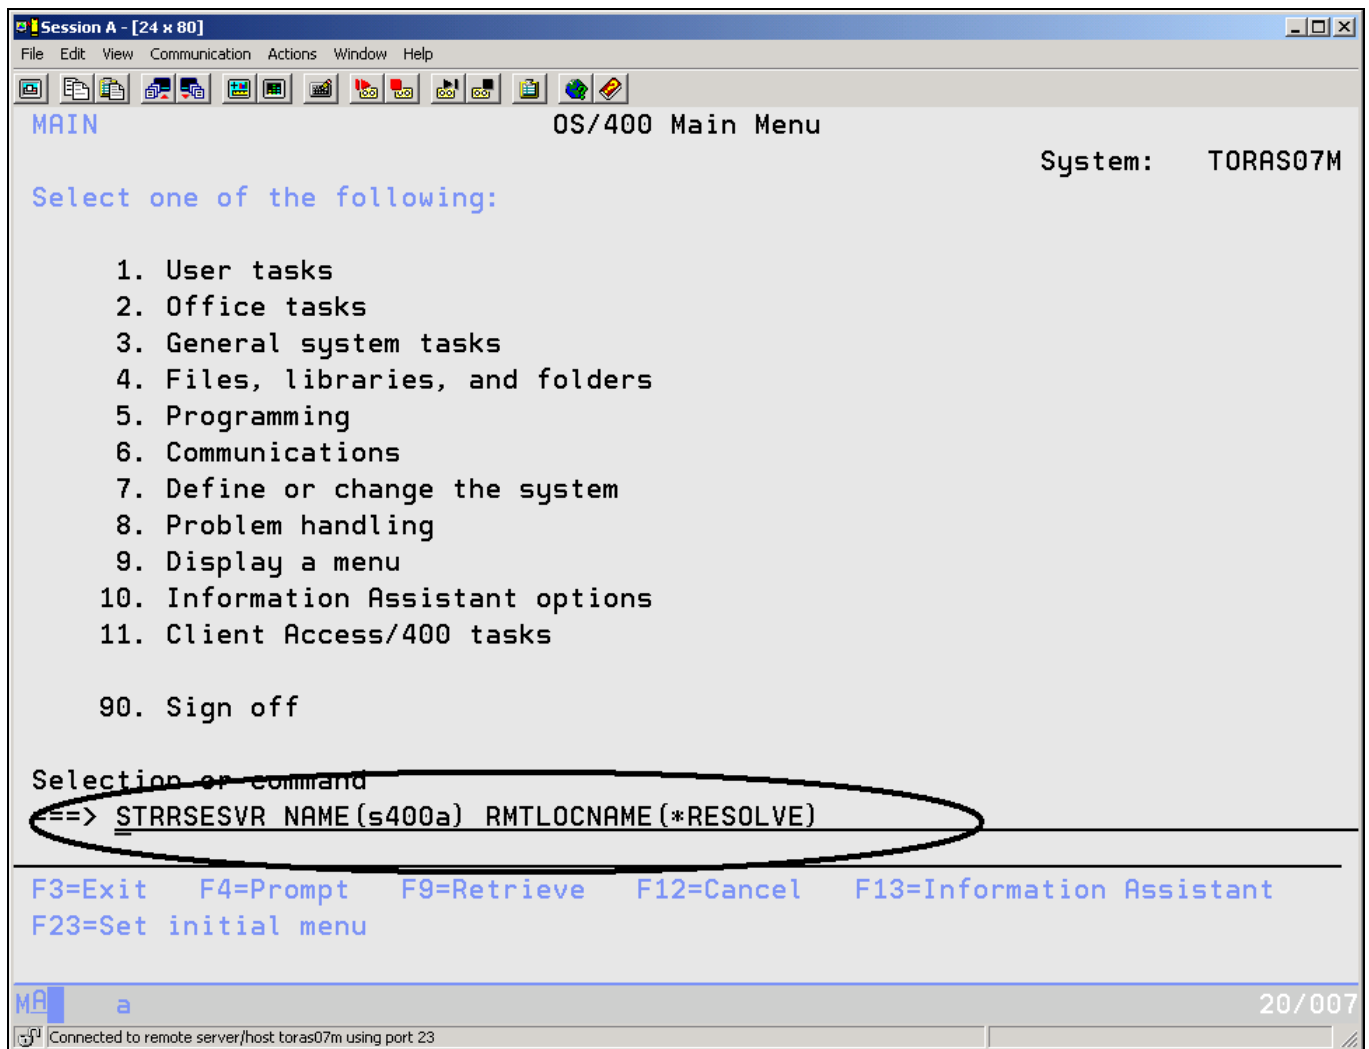 Session A - [24 x 80]
File Edit View Communication Actions Window Help
MAIN OS/400 Main Menu
System: TORAS07M
Select one of the following:
1. User tasks
2. Office tasks
3. General system tasks
4. Files, libraries, and folders
5. Programming
6. Communications
7. Define or change the system
8. Problem handling
9. Display a menu
10. Information Assistant options
11. Client Access/400 tasks
90. Sign off
Selection or command
===> STRRSESVR NAME(s400a) RMTLOCNAME(*RESOLVE)
F3=Exit F4=Prompt F9=Retrieve F12=Cancel F13=Information Assistant
F23=Set initial menu
MA a 20/007
Connected to remote server/host toras07m using port 23